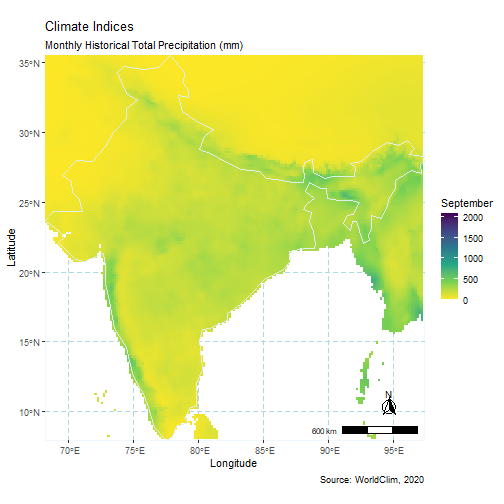 Climate Indices
Monthly Historical Total Precipitation (mm)
35°N
30°N
25°N
20°N
15°N
10°N
Latitude
September
2000
1500
1000
500
0
N
600 km
70°E
75°E
80°E
85°E
90°E
95°E
Longitude
Source: WorldClim, 2020